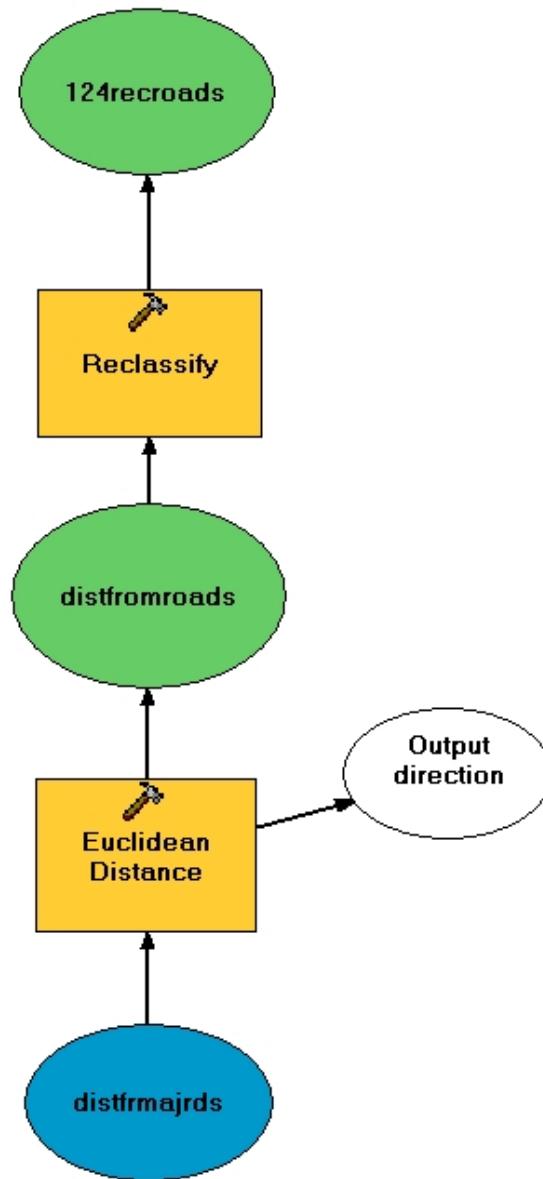 124recroads
Reclassify
distfromroads
Output
direction
Euclidean
Distance
distfrmajrds